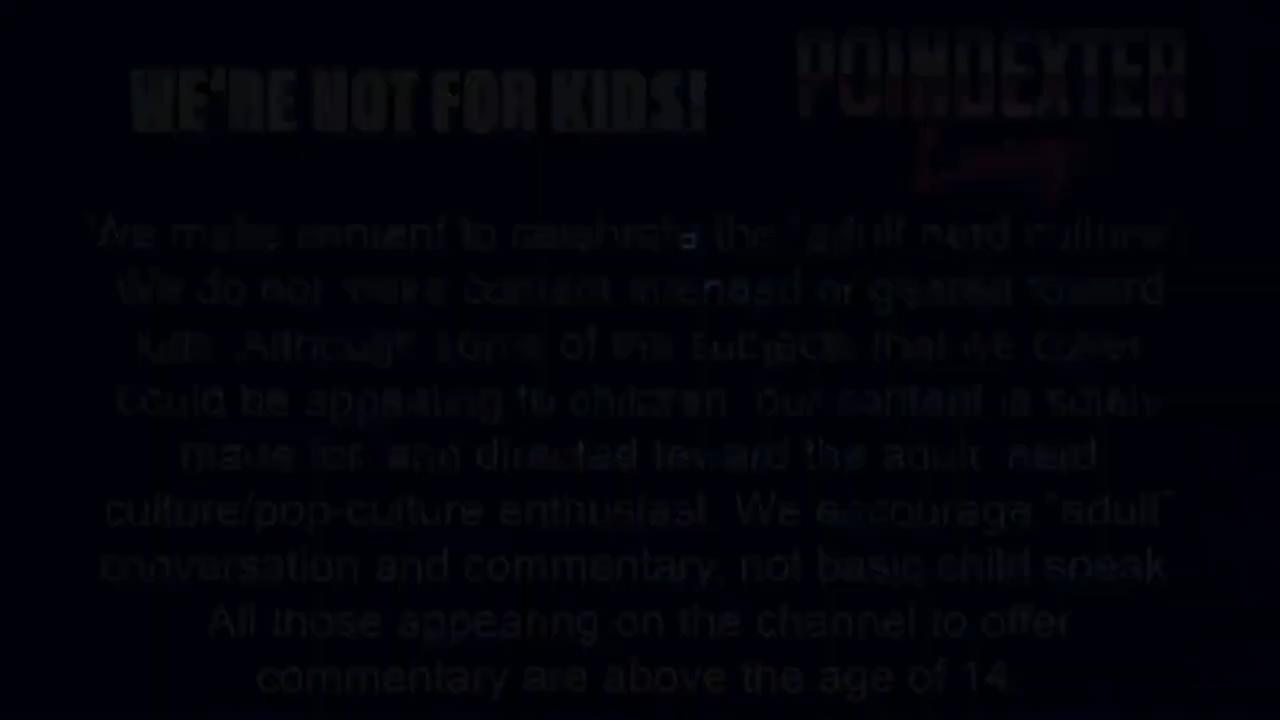 WE'RE NOT FOR KIDS!
POINDEXTER
We make content to celebrate the "adult nerd culture".
We do not make content intended or geared toward
kids. Although some of the subjects that we cover
could be appealing to children, our content is solely
made for, and directed toward the adult, nerd
culture/pop-culture enthusiast. We encourage "adult"
conversation and commentary, not basic child speak.
All those appearing on the channel to offer
commentary are above the age of 14.